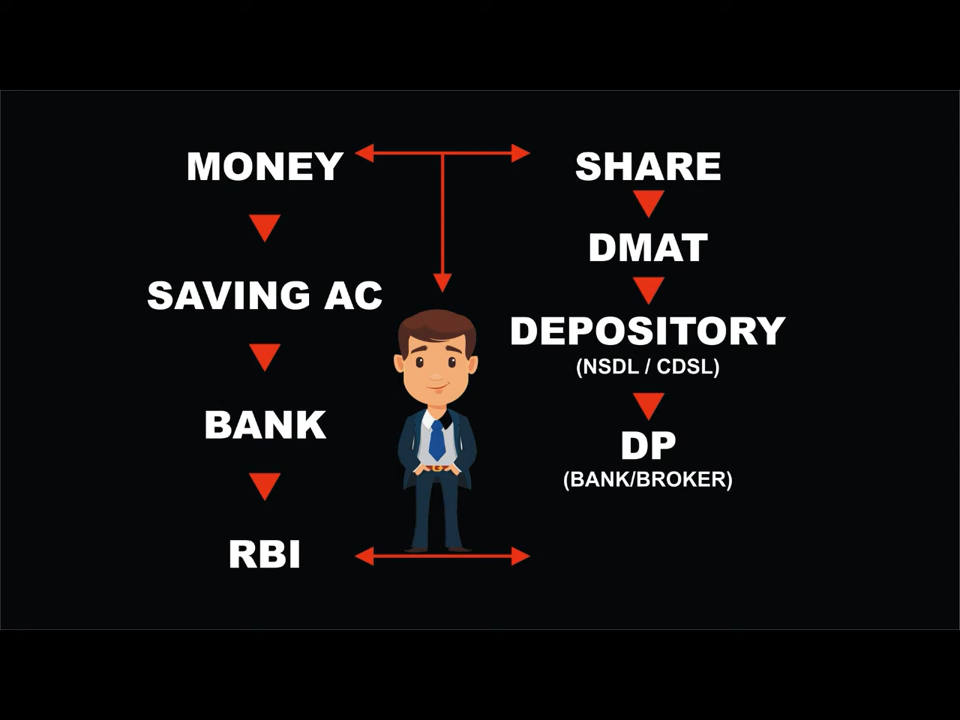 MONEY
SAVING AC
BANK
RBI
SHARE
DMAT
DEPOSITORY
(NSDL / CDSL)
DP
(BANK/BROKER)